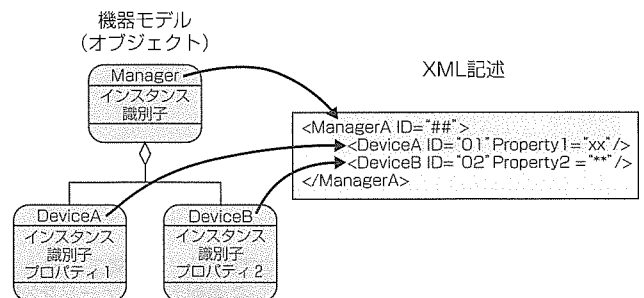 機器モデル
(オブジェクト)
Manager
インスタンス
識別子
DeviceA
インスタンス
識別子
プロパティ1
DeviceB
インスタンス
識別子
プロパティ2
XML記述
<ManagerA ID="##">
<DeviceA ID="01" Property1="xx"/>
<DeviceB ID="02" Property2 ="**"/>
</ManagerA>